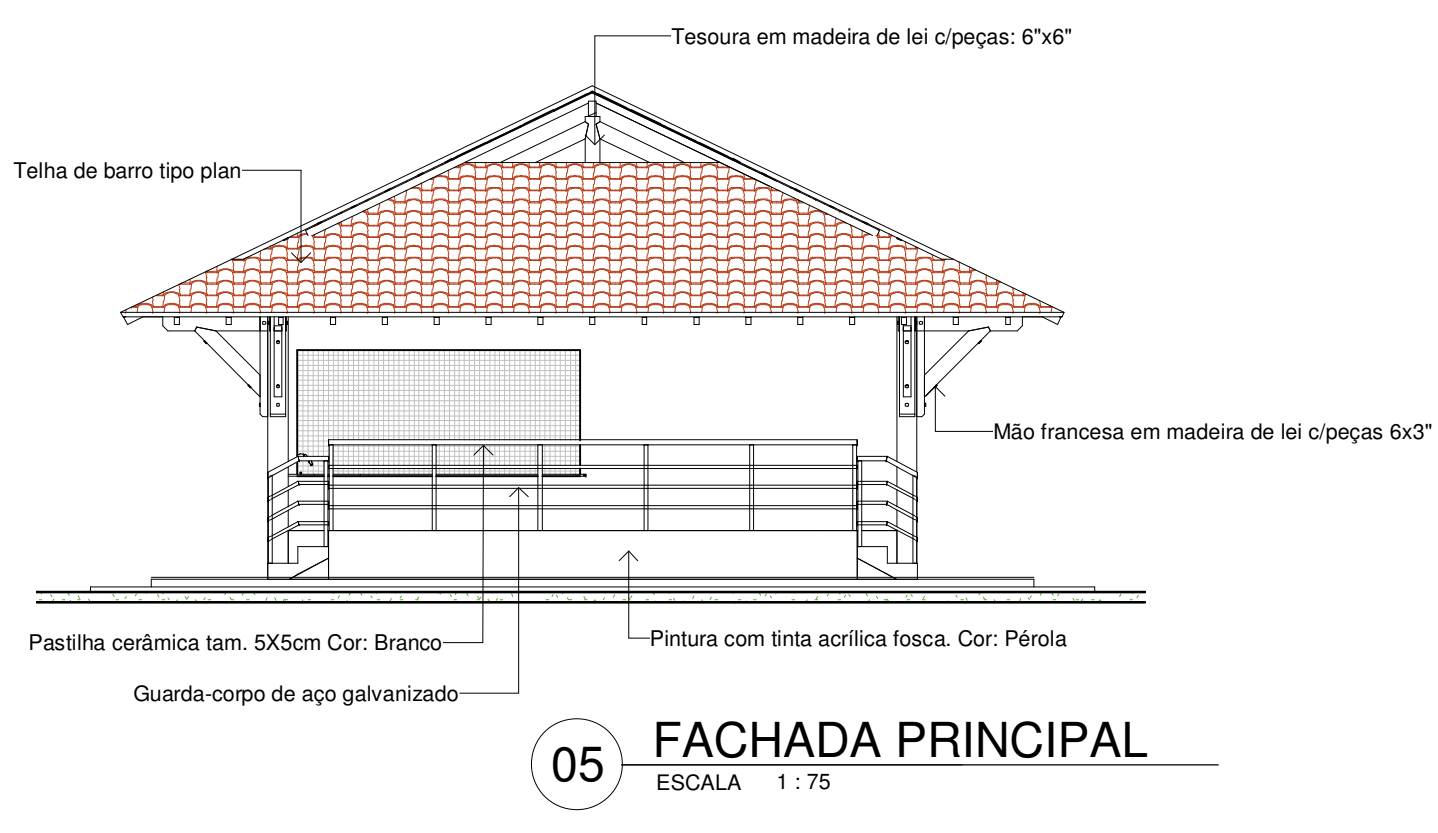 Tesoura em madeira de lei c/peças: 6"x6"
Telha de barro tipo plan
Mão francesa em madeira de lei c/peças 6x3"
Pastilha cerâmica tam. 5X5cm Cor: Branco
Pintura com tinta acrílica fosca. Cor: Pérola
Guarda-corpo de aço galvanizado
05
FACHADA PRINCIPAL
ESCALA 1 : 75